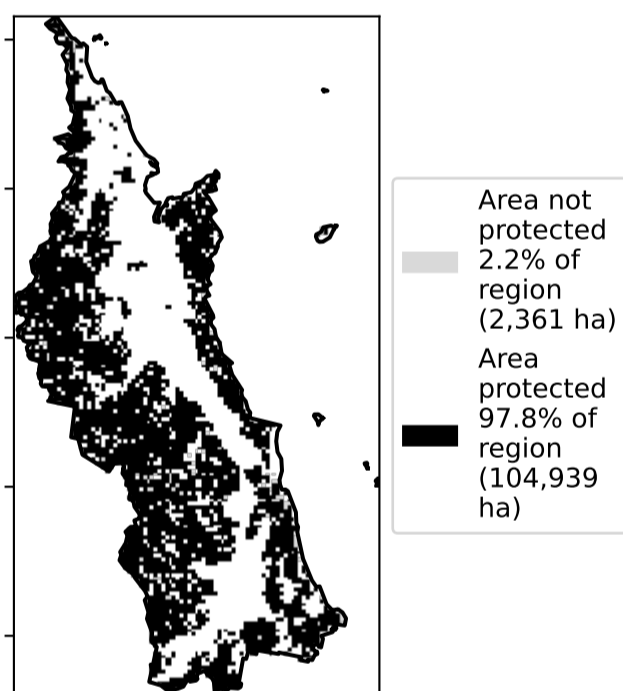 Area not
protected
2.2% of
region
(2,361 ha)
Area
protected
97.8% of
region
(104,939
ha)